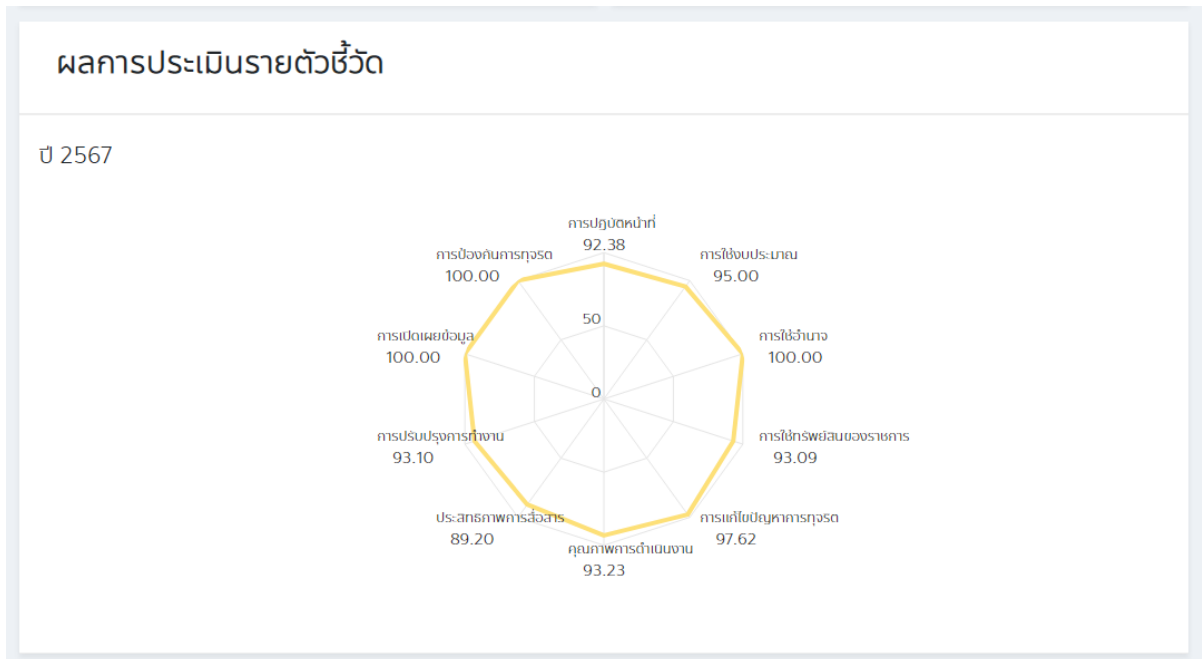 ผลการประเมินรายตัวชี้วัด
ปี 2567
การปฏิบัติหน้าที่
92.38
การป้องกันการทุจริต
100.00
การใช้งบประมาณ
95.00
50
การเปิดเผยข้อมูล
100.00
การใช้อำนาจ
100.00
0
การปรับปรุงการทำงาน
93.10
การใช้ทรัพย์สินของราชการ
93.09
ประสิทธิภาพการสื่อสาร
89.20
การแก้ไขปัญหาการทุจริต
97.62
คุณภาพการดำเนินงาน
93.23